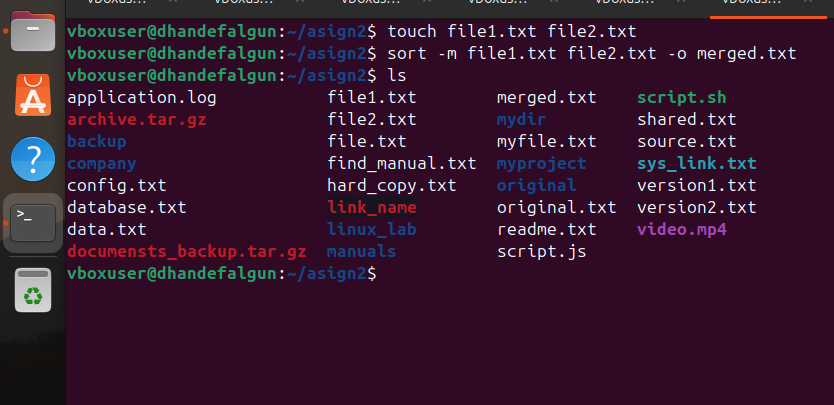 vboxuser@dhandefalgun:~/asign2$ touch file1.txt file2.txt
vboxuser@dhandefalgun:~/asign2$ sort -m file1.txt file2.txt -o merged.txt
vboxuser@dhandefalgun:~/asign2$ ls
application.log file1.txt merged.txt script.sh
archive.tar.gz file2.txt mydir shared.txt
backup file.txt myfile.txt source.txt
company find_manual.txt myproject sys_link.txt
config.txt hard_copy.txt original version1.txt
database.txt link_name original.txt version2.txt
data.txt linux_lab readme.txt video.mp4
documensts_backup.tar.gz manuals script.js
vboxuser@dhandefalgun:~/asign2$